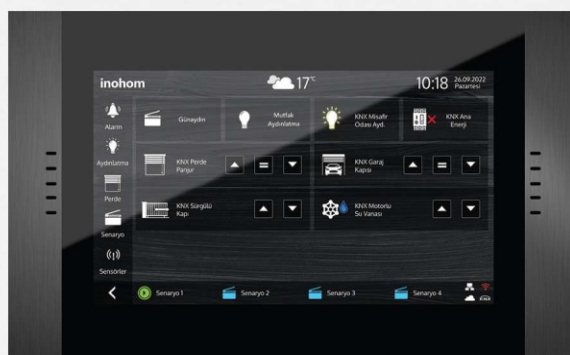 inohom
17°C
10:18
26.09.2022
Pazartesi
Alarm
Aydınlatma
Perde
Senaryo
Sensörler
Günaydın
Mutfak
Aydınlatma
KNX Misafir
Odası Ayd.
KNX Ana
Enerji
KNX Perde
Panjur
KNX Garaj
Kapısı
KNX Sürgülü
Kapı
KNX Motorlu
Su Vanası
Senaryo 1
Senaryo 2
Senaryo 3
Senaryo 4